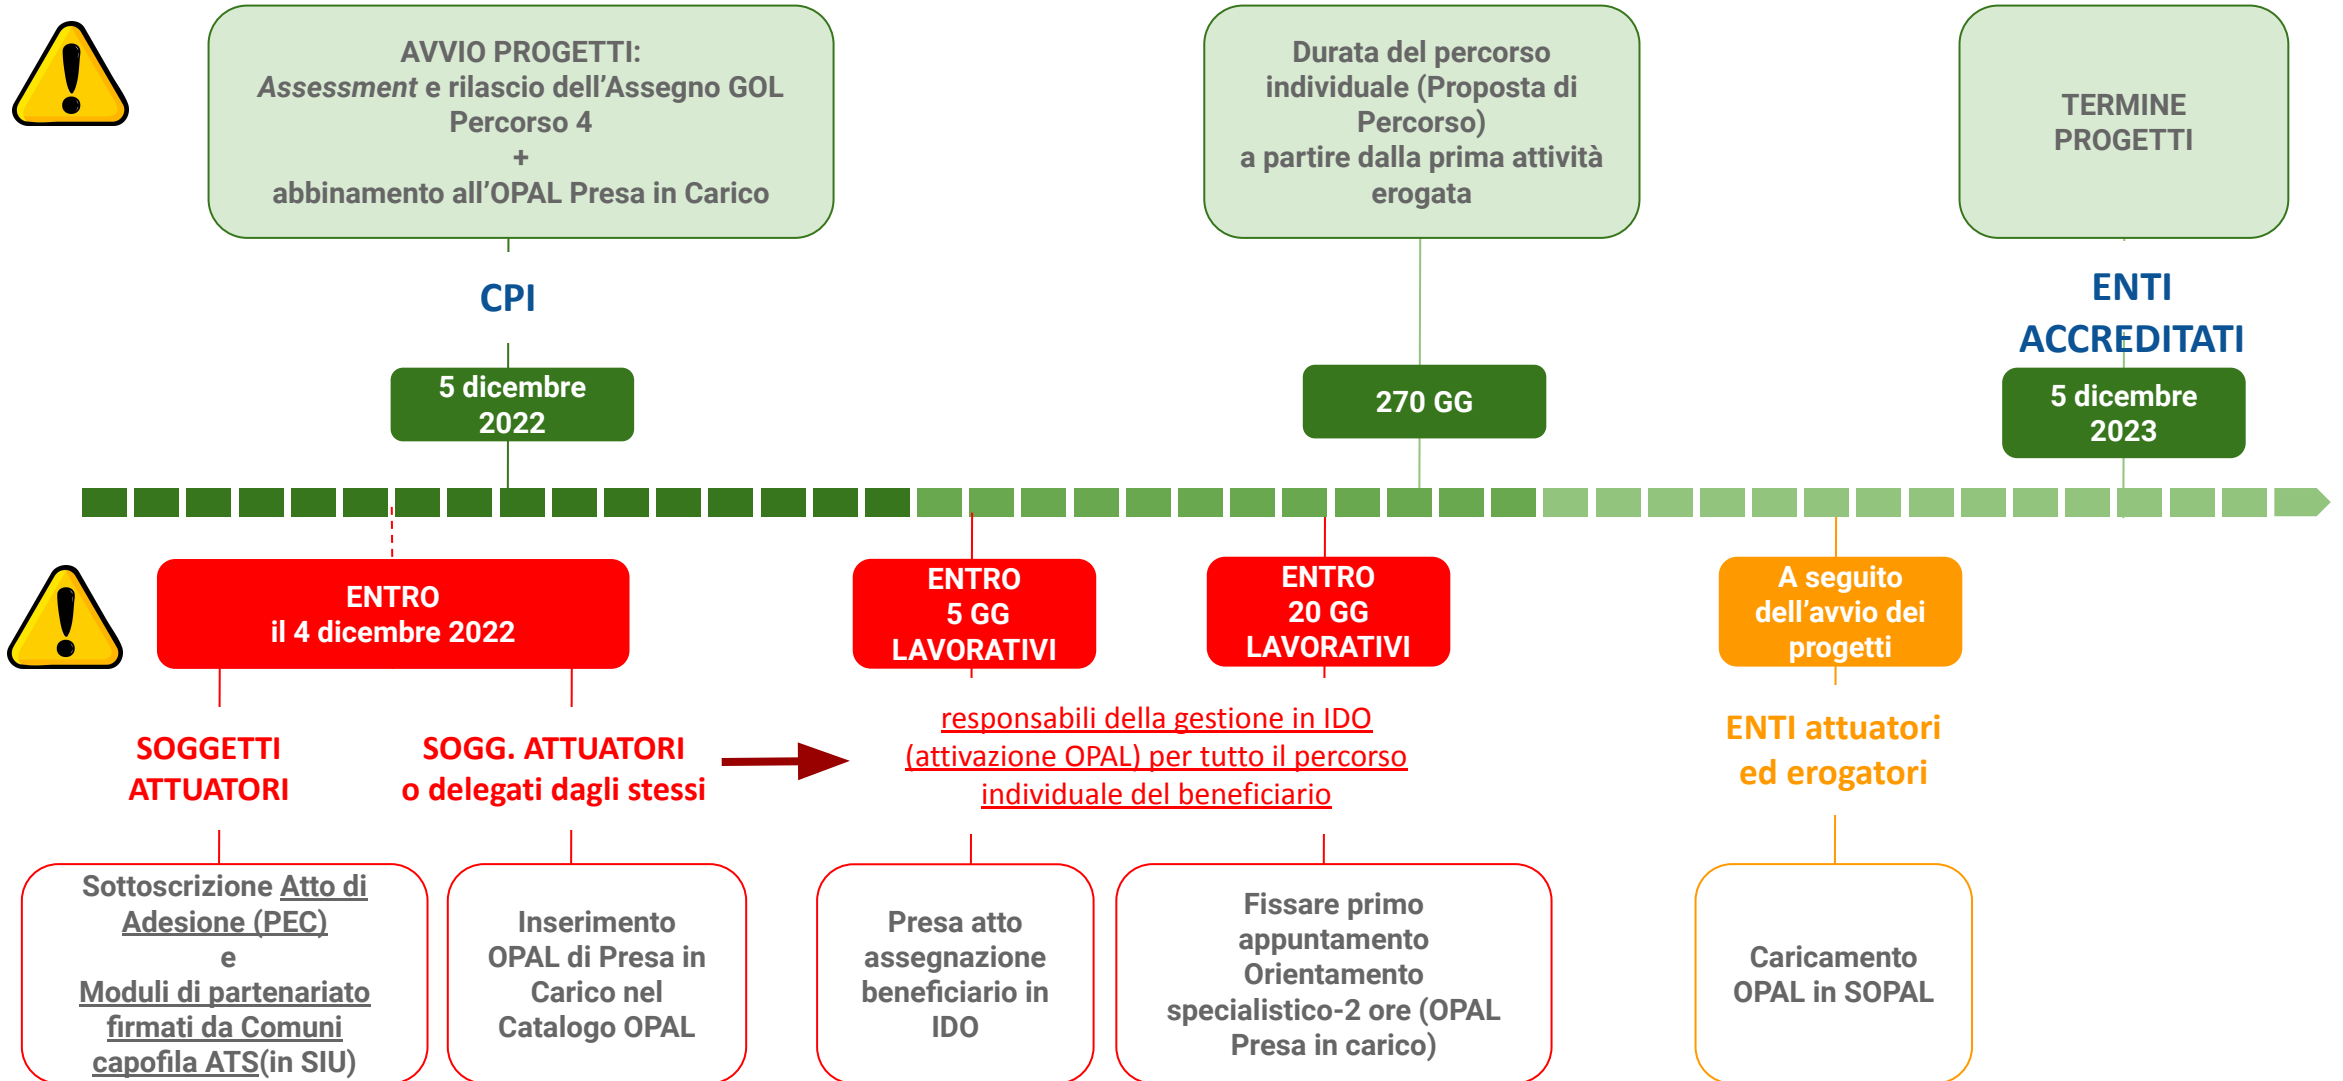 AVVIO PROGETTI:
Assessment e rilascio dell'Assegno GOL
Percorso 4
+
abbinamento all'OPAL Presa in Carico
Durata del percorso
individuale (Proposta di
Percorso)
a partire dalla prima attività
erogata
TERMINE
PROGETTI
CPI
ENTI
ACCREDITATI
5 dicembre
2022
270 GG
5 dicembre
2023
ENTRO
il 4 dicembre 2022
ENTRO
5 GG
LAVORATIVI
ENTRO
20 GG
LAVORATIVI
A seguito
dell'avvio dei
progetti
SOGGETTI
ATTUATORI
SOGG. ATTUATORI
o delegati dagli stessi
responsabili della gestione in IDO
(attivazione OPAL) per tutto il percorso
individuale del beneficiario
ENTI attuatori
ed erogatori
Sottoscrizione Atto di
Adesione (PEC)
e
Moduli di partenariato
firmati da Comuni
capofila ATS(in SIU)
Inserimento
OPAL di Presa in
Carico nel
Catalogo OPAL
Presa atto
assegnazione
beneficiario in
IDO
Fissare primo
appuntamento
Orientamento
specialistico-2 ore (OPAL
Presa in carico)
Caricamento
OPAL in SOPAL